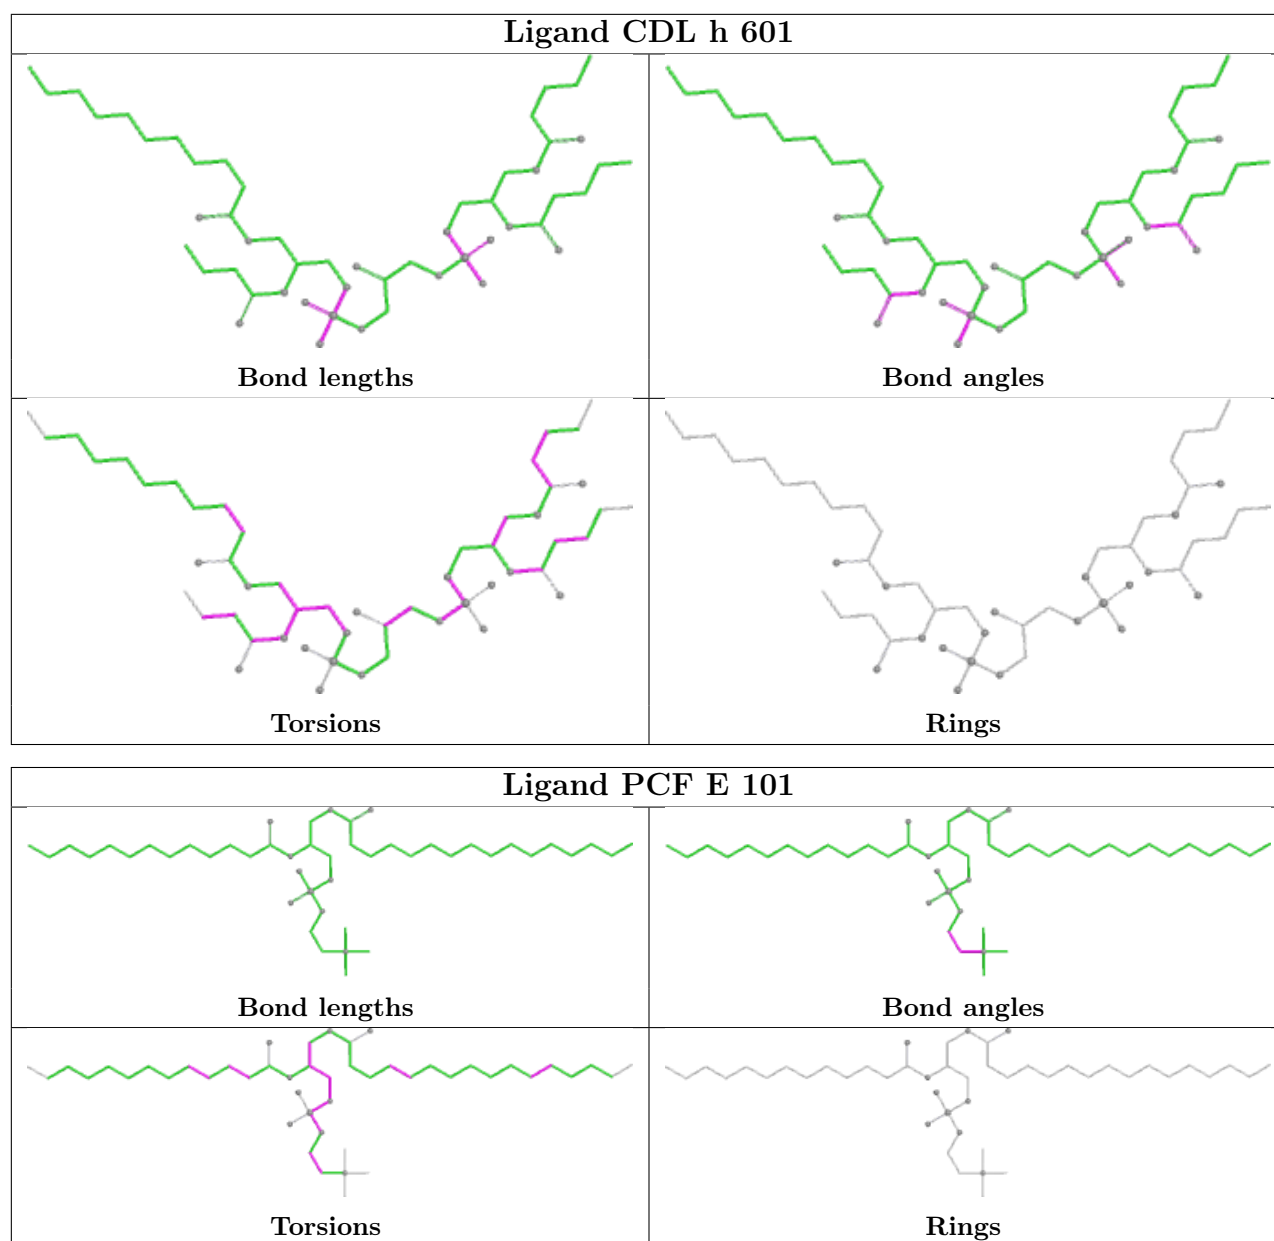 Ligand CDL h 601
Bond lengths
Bond angles
Torsions
Rings
Ligand PCF E 101
Bond lengths
Bond angles
Torsions
Rings